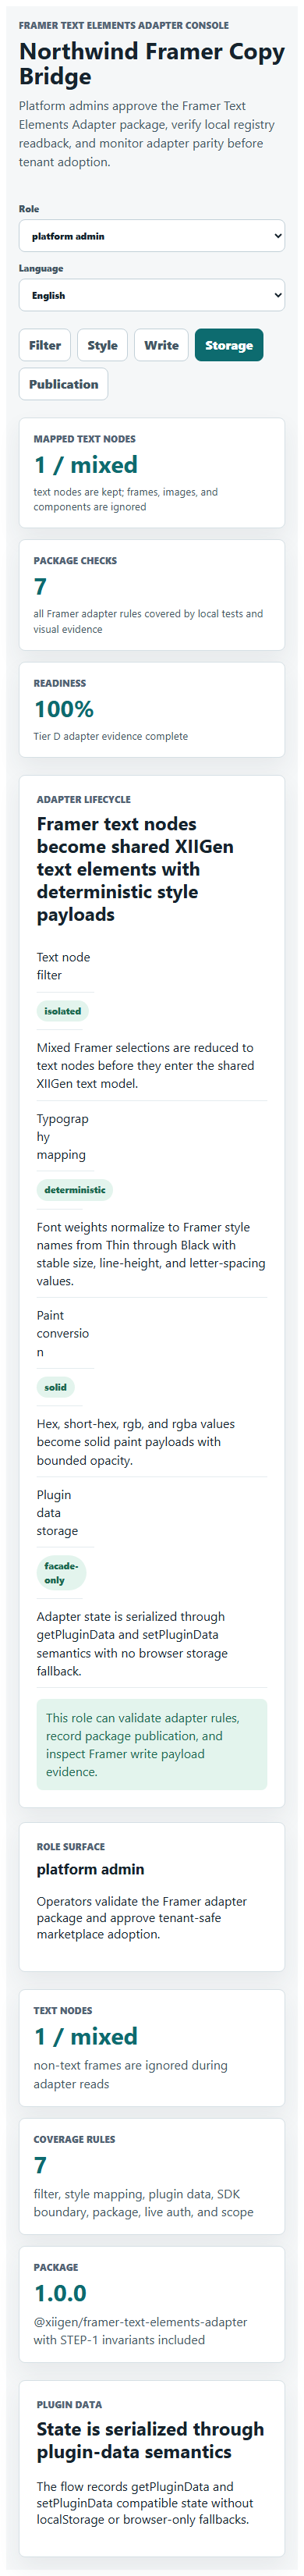 FRAMER TEXT ELEMENTS ADAPTER CONSOLE
Northwind Framer Copy
Bridge
Platform admins approve the Framer Text
Elements Adapter package, verify local registry
readback, and monitor adapter parity before
tenant adoption.
Role
platform admin
Language
English
Filter
Style
Write
Storage
Publication
MAPPED TEXT NODES
1 / mixed
text nodes are kept; frames, images, and
components are ignored
PACKAGE CHECKS
7
all Framer adapter rules covered by local tests and
visual evidence
READINESS
100%
Tier D adapter evidence complete
ADAPTER LIFECYCLE
Framer text nodes
become shared XIIGen
text elements with
deterministic style
payloads
Text node
filter
isolated
Mixed Framer selections are reduced to
text nodes before they enter the shared
XIIGen text model.
Typograp
hy
mapping
deterministic
Font weights normalize to Framer style
names from Thin through Black with
stable size, line-height, and letter-spacing
values.
Paint
conversio
n
solid
Hex, short-hex, rgb, and rgba values
become solid paint payloads with
bounded opacity.
Plugin
data
storage
facade-
only
Adapter state is serialized through
getPluginData and setPluginData
semantics with no browser storage
fallback.
This role can validate adapter rules,
record package publication, and
inspect Framer write payload
evidence.
ROLE SURFACE
platform admin
Operators validate the Framer adapter
package and approve tenant-safe
marketplace adoption.
TEXT NODES
1 / mixed
non-text frames are ignored during
adapter reads
COVERAGE RULES
7
filter, style mapping, plugin data, SDK
boundary, package, live auth, and scope
PACKAGE
1.0.0
@xiigen/framer-text-elements-adapter
with STEP-1 invariants included
PLUGIN DATA
State is serialized through
plugin-data semantics
The flow records getPluginData and
setPluginData compatible state without
localStorage or browser-only fallbacks.